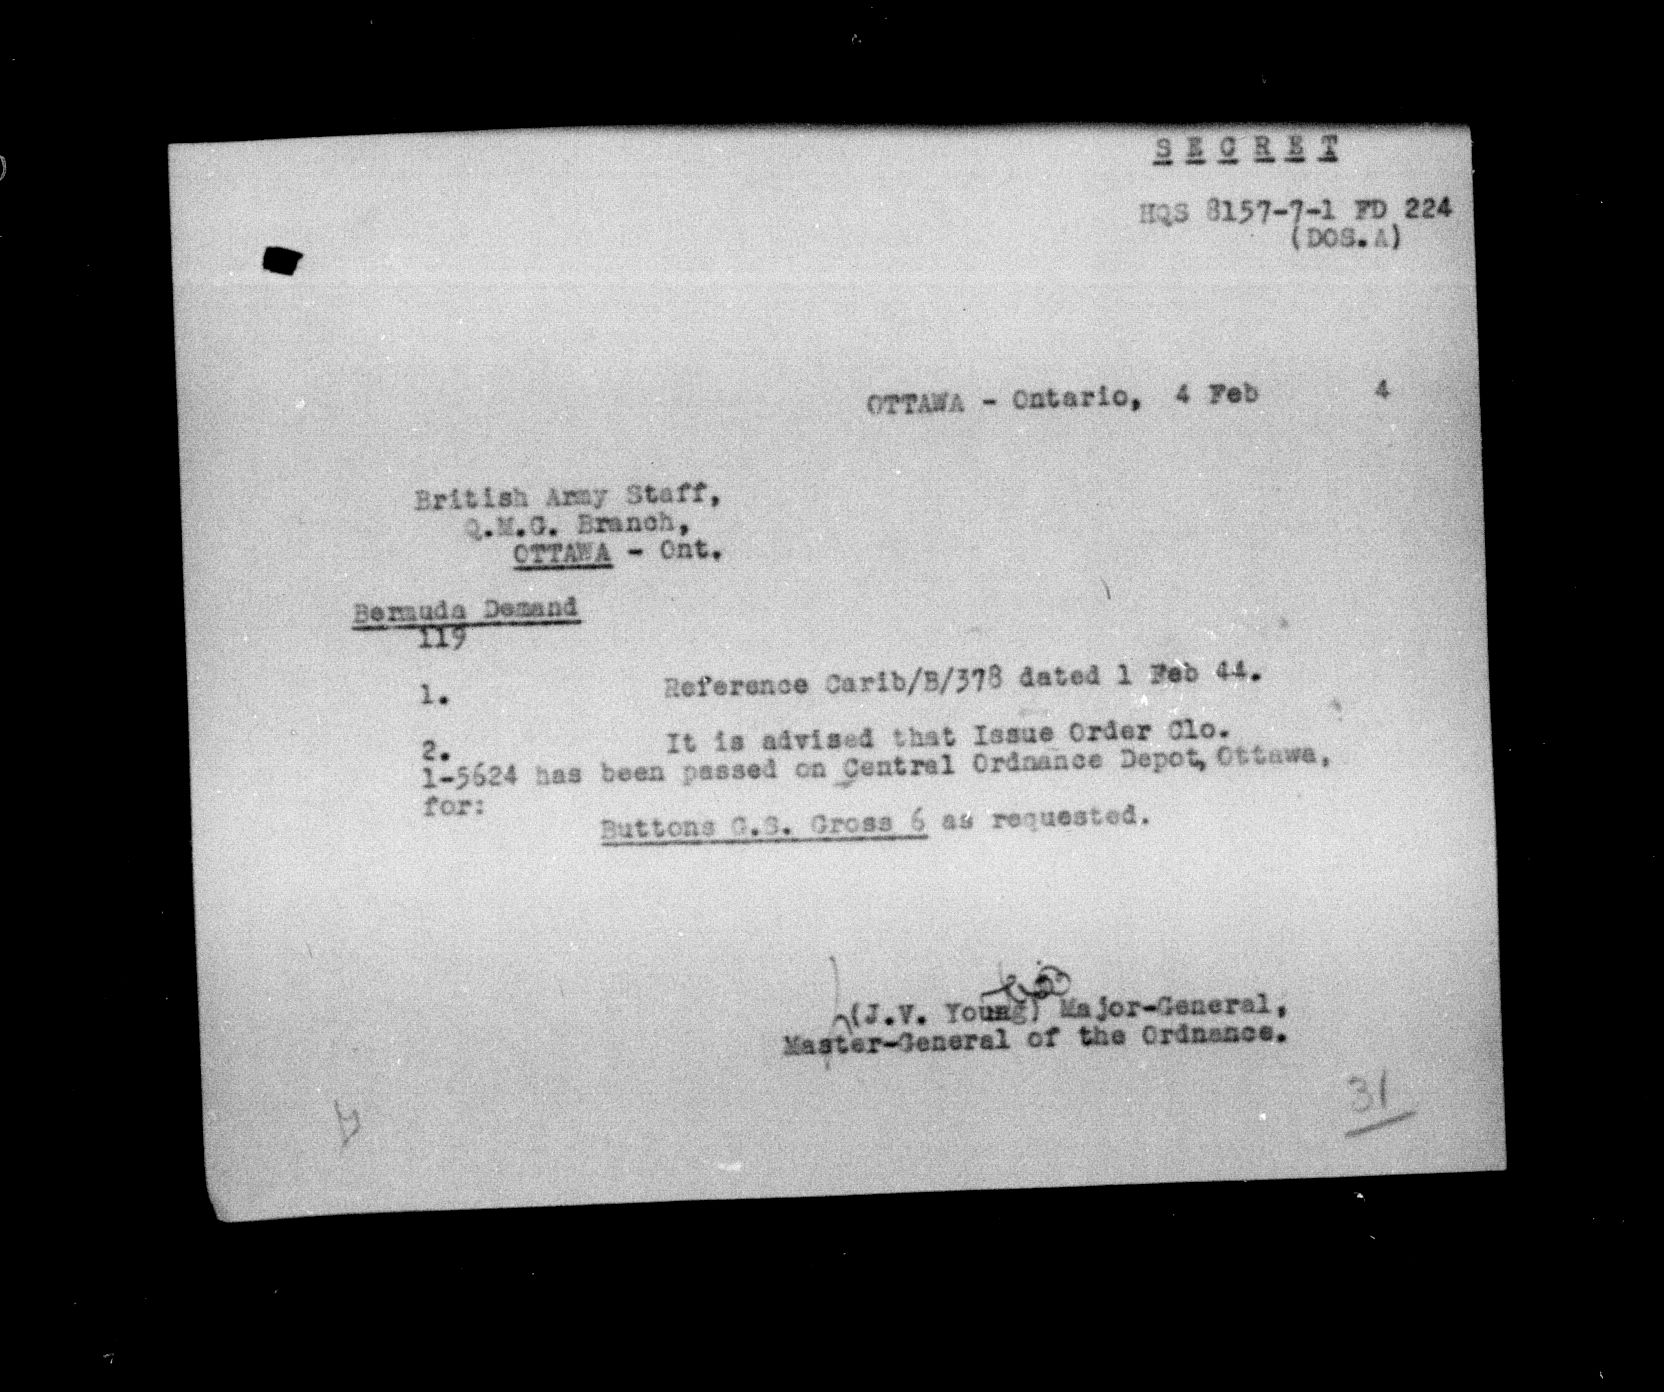 S E C R E T
HQS 8157-7-1 FD 224
(DOS.A)
OTTAWA - Ontario, 4 Feb 4
British Army Staff,
Q.M.G. Branch,
OTTAWA - Ont.
Bermuda Demand
119
1. Reference Carib/B/378 dated 1 Feb 44.
2. It is advised that Issue Order Clo.
1-5624 has been passed on Central Ordnance Depot, Ottawa,
for:
Buttons G.S. Gross 6 as requested.
(J.V. Young) Major-General,
Master-General of the Ordnance.
31